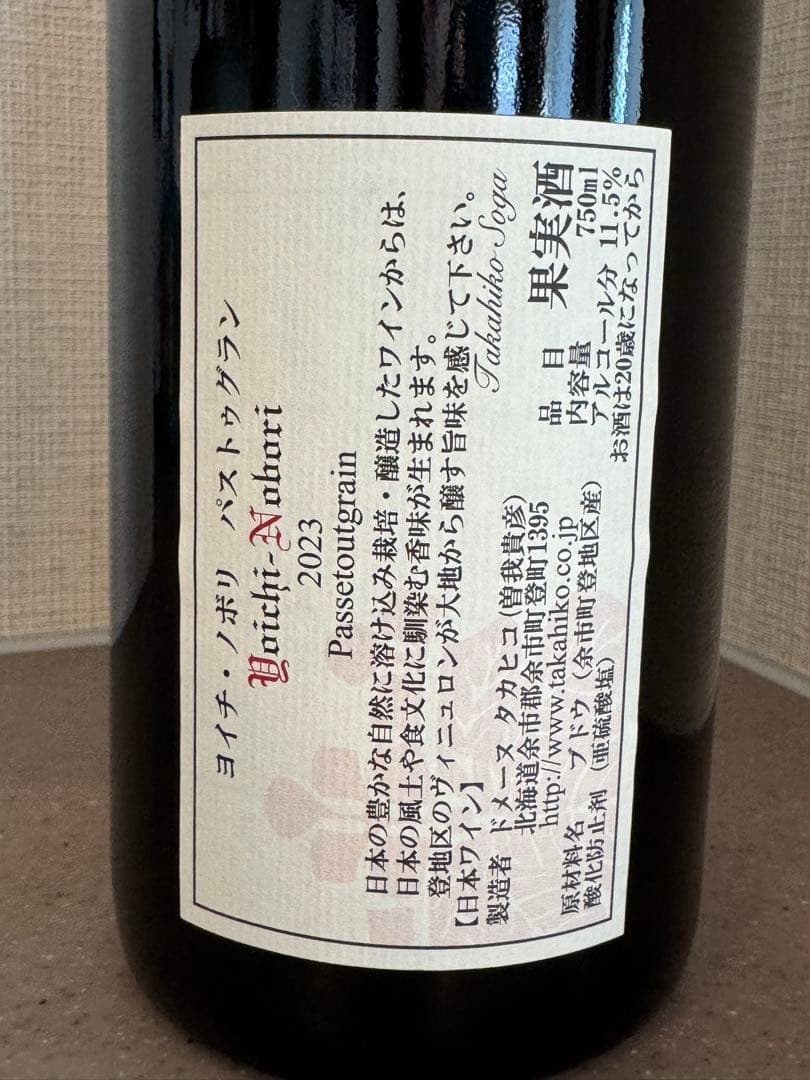 ヨイチ・ノボリ　パストゥグラン
Yoichi-Nobori
2023
Passetoutgrain
日本の豊かな自然に溶け込み栽培・醸造したワインからは、
日本の風土や食文化に馴染む香味が生まれます。
登地区のヴィニュロンが大地から醸す旨味を感じて下さい。
【日本ワイン】
Takahiko Soga
製造者　ドメーヌ タカヒコ(曽我貴彦)
北海道余市郡余市町登町1395
http://www.takahiko.co.jp
原材料名　ブドウ（余市町登地区産）
酸化防止剤（亜硫酸塩）
品　目　果実酒
内容量　750ml
アルコール分　11.5%
お酒は20歳になってから